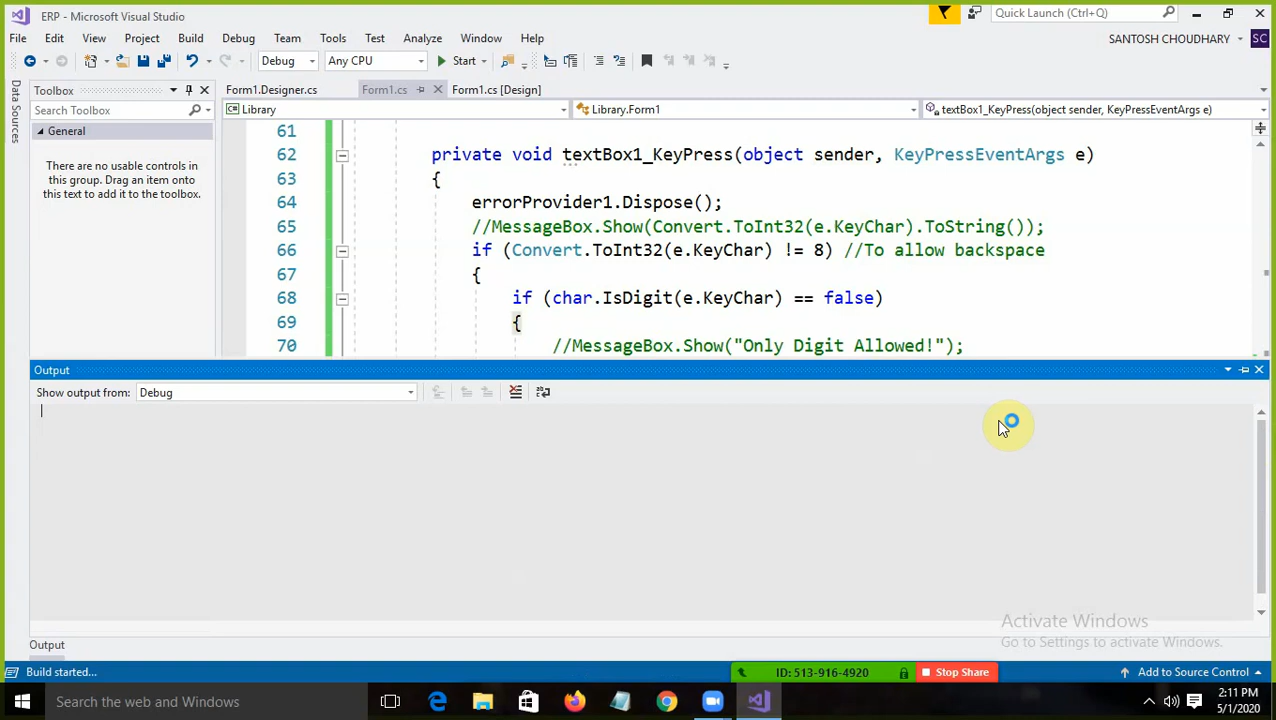 ERP - Microsoft Visual Studio
Quick Launch (Ctrl+Q)
File Edit View Project Build Debug Team Tools Test Analyze Window Help
SANTOSH CHOUDHARY SC
Debug Any CPU Start
Data Sources
Toolbox
Search Toolbox
General
There are no usable controls in
this group. Drag an item onto
this text to add it to the toolbox.
Form1.Designer.cs Form1.cs Form1.cs [Design]
Library Library.Form1 textBox1_KeyPress(object sender, KeyPressEventArgs e)
61
62 private void textBox1_KeyPress(object sender, KeyPressEventArgs e)
63 {
64 errorProvider1.Dispose();
65 //MessageBox.Show(Convert.ToInt32(e.KeyChar).ToString());
66 if (Convert.ToInt32(e.KeyChar) != 8) //To allow backspace
67 {
68 if (char.IsDigit(e.KeyChar) == false)
69 {
70 //MessageBox.Show("Only Digit Allowed!");
Output
Show output from: Debug
Activate Windows
Go to Settings to activate Windows.
Output
Build started...
ID: 513-916-4920 Stop Share
Add to Source Control
Search the web and Windows
2:11 PM
5/1/2020